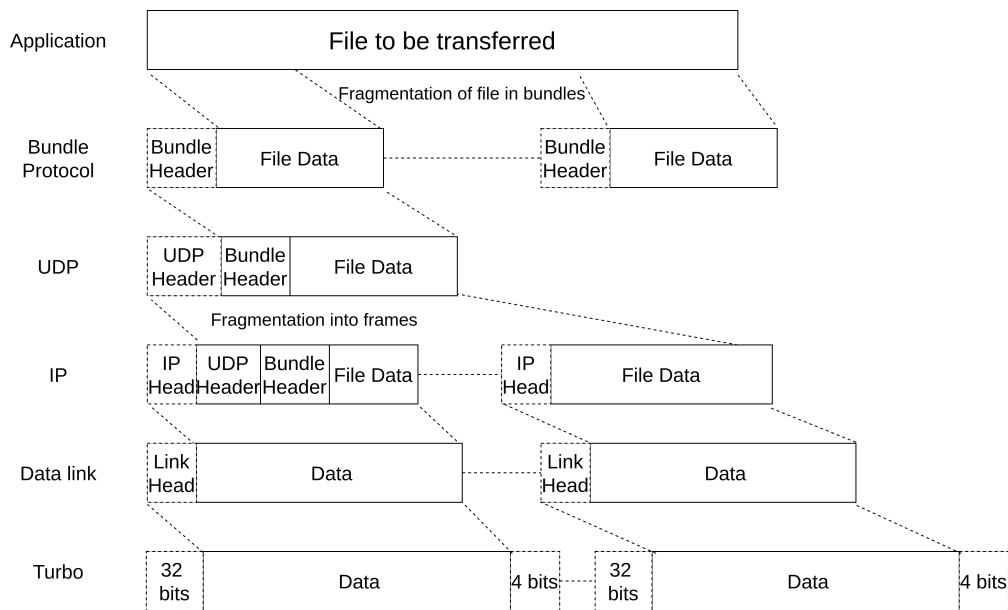 Application
File to be transferred
Fragmentation of file in bundles
Bundle
Protocol
Bundle
Header
File Data
Bundle
Header
File Data
UDP
UDP
Header
Bundle
Header
File Data
Fragmentation into frames
IP
IP
Head
UDP
Header
Bundle
Header
File Data
IP
Head
File Data
Data link
Link
Head
Data
Link
Head
Data
Turbo
32
bits
Data
4 bits
32
bits
Data
4 bits